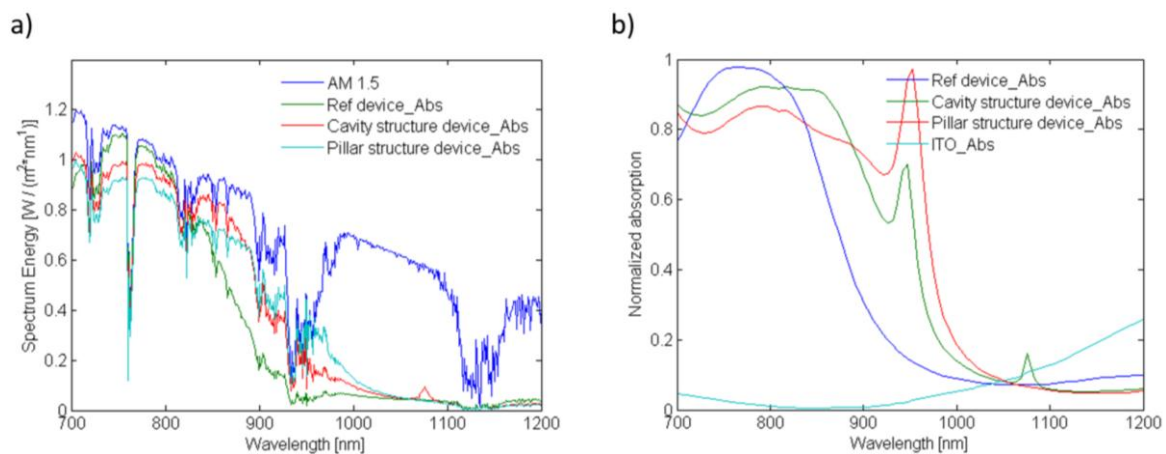 a)
Spectrum Energy [W / (m²*nm¹)]
1.2
1
0.8
0.6
0.4
0.2
0
700 800 900 1000 1100 1200
Wavelength [nm]
AM 1.5
Ref device_Abs
Cavity structure device_Abs
Pillar structure device_Abs
b)
Normalized absorption
1
0.8
0.6
0.4
0.2
0
700 800 900 1000 1100 1200
Wavelength [nm]
Ref device_Abs
Cavity structure device_Abs
Pillar structure device_Abs
ITO_Abs